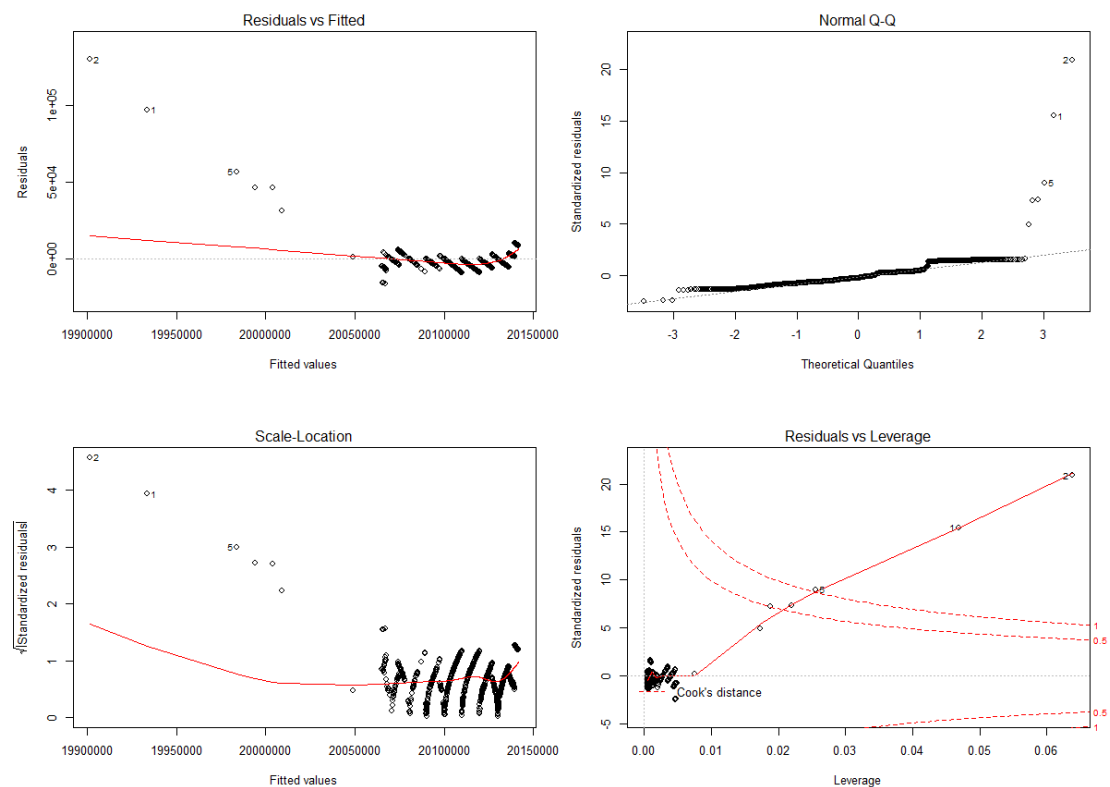 Residuals vs Fitted
Residuals
1e+05
5e+04
0e+00
2
1
5
19900000 19950000 20000000 20050000 20100000 20150000
Fitted values
Normal Q-Q
Standardized residuals
20
15
10
5
0
2
1
5
-3 -2 -1 0 1 2 3
Theoretical Quantiles
Scale-Location
√|Standardized residuals|
4
3
2
1
0
2
1
5
19900000 19950000 20000000 20050000 20100000 20150000
Fitted values
Residuals vs Leverage
Standardized residuals
20
15
10
5
0
-5
2
1
5
1
0.5
0.5
1
Cook's distance
0.00 0.01 0.02 0.03 0.04 0.05 0.06
Leverage